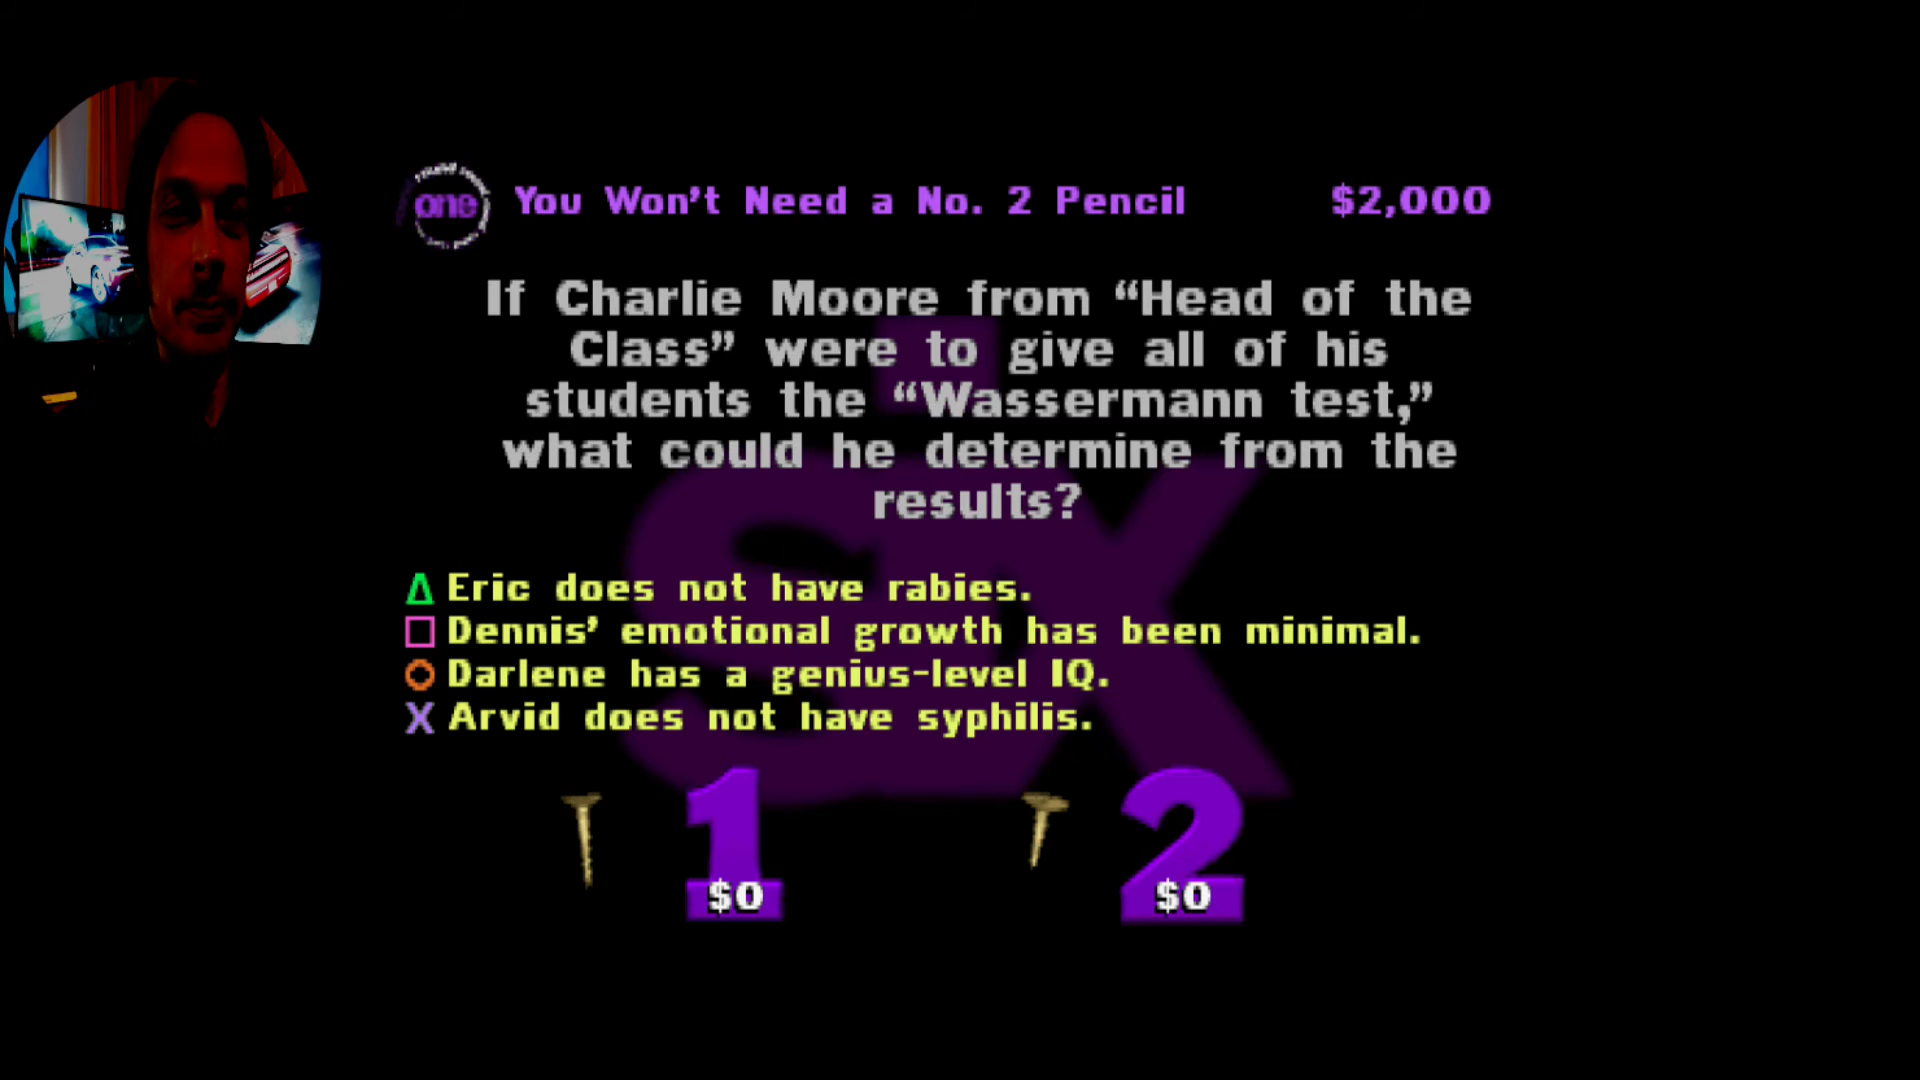 one You Won't Need a No. 2 Pencil $2,000
If Charlie Moore from “Head of the
Class” were to give all of his
students the “Wassermann test,”
what could he determine from the
results?
Δ Eric does not have rabies.
□ Dennis’ emotional growth has been minimal.
O Darlene has a genius-level IQ.
X Arvid does not have syphilis.
six
1 2
$0 $0